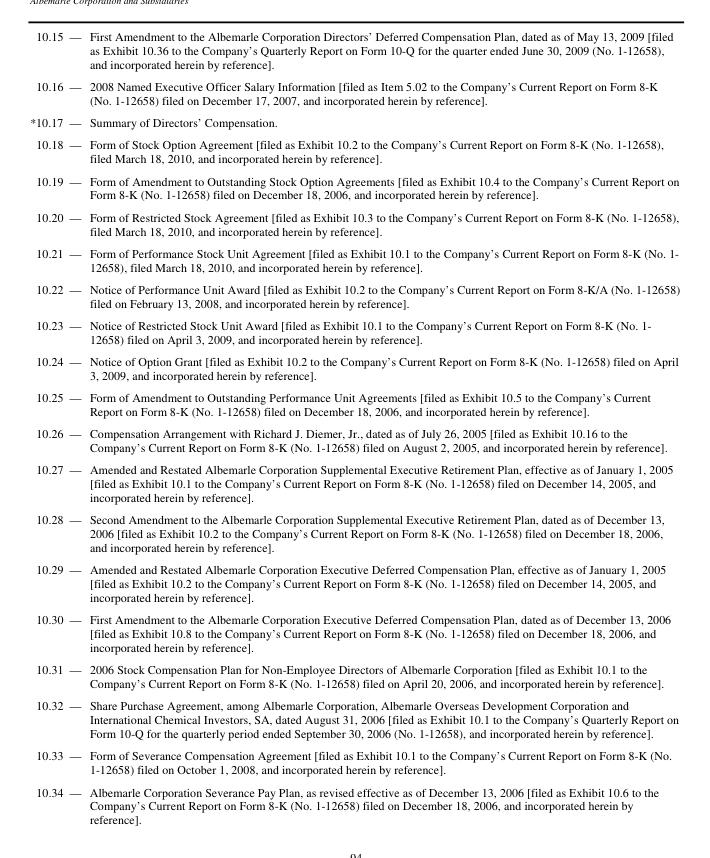 Albemarle Corporation and Subsidiaries
10.15 — First Amendment to the Albemarle Corporation Directors' Deferred Compensation Plan, dated as of May 13, 2009 [filed
as Exhibit 10.36 to the Company's Quarterly Report on Form 10-Q for the quarter ended June 30, 2009 (No. 1-12658),
and incorporated herein by reference].
10.16 — 2008 Named Executive Officer Salary Information [filed as Item 5.02 to the Company's Current Report on Form 8-K
(No. 1-12658) filed on December 17, 2007, and incorporated herein by reference].
*10.17 — Summary of Directors' Compensation.
10.18 — Form of Stock Option Agreement [filed as Exhibit 10.2 to the Company's Current Report on Form 8-K (No. 1-12658),
filed March 18, 2010, and incorporated herein by reference].
10.19 — Form of Amendment to Outstanding Stock Option Agreements [filed as Exhibit 10.4 to the Company's Current Report on
Form 8-K (No. 1-12658) filed on December 18, 2006, and incorporated herein by reference].
10.20 — Form of Restricted Stock Agreement [filed as Exhibit 10.3 to the Company's Current Report on Form 8-K (No. 1-12658),
filed March 18, 2010, and incorporated herein by reference].
10.21 — Form of Performance Stock Unit Agreement [filed as Exhibit 10.1 to the Company's Current Report on Form 8-K (No. 1-
12658), filed March 18, 2010, and incorporated herein by reference].
10.22 — Notice of Performance Unit Award [filed as Exhibit 10.2 to the Company's Current Report on Form 8-K/A (No. 1-12658)
filed on February 13, 2008, and incorporated herein by reference].
10.23 — Notice of Restricted Stock Unit Award [filed as Exhibit 10.1 to the Company's Current Report on Form 8-K (No. 1-
12658) filed on April 3, 2009, and incorporated herein by reference].
10.24 — Notice of Option Grant [filed as Exhibit 10.2 to the Company's Current Report on Form 8-K (No. 1-12658) filed on April
3, 2009, and incorporated herein by reference].
10.25 — Form of Amendment to Outstanding Performance Unit Agreements [filed as Exhibit 10.5 to the Company's Current
Report on Form 8-K (No. 1-12658) filed on December 18, 2006, and incorporated herein by reference].
10.26 — Compensation Arrangement with Richard J. Diemer, Jr., dated as of July 26, 2005 [filed as Exhibit 10.16 to the
Company's Current Report on Form 8-K (No. 1-12658) filed on August 2, 2005, and incorporated herein by reference].
10.27 — Amended and Restated Albemarle Corporation Supplemental Executive Retirement Plan, effective as of January 1, 2005
[filed as Exhibit 10.1 to the Company's Current Report on Form 8-K (No. 1-12658) filed on December 14, 2005, and
incorporated herein by reference].
10.28 — Second Amendment to the Albemarle Corporation Supplemental Executive Retirement Plan, dated as of December 13,
2006 [filed as Exhibit 10.2 to the Company's Current Report on Form 8-K (No. 1-12658) filed on December 18, 2006,
and incorporated herein by reference].
10.29 — Amended and Restated Albemarle Corporation Executive Deferred Compensation Plan, effective as of January 1, 2005
[filed as Exhibit 10.2 to the Company's Current Report on Form 8-K (No. 1-12658) filed on December 14, 2005, and
incorporated herein by reference].
10.30 — First Amendment to the Albemarle Corporation Executive Deferred Compensation Plan, dated as of December 13, 2006
[filed as Exhibit 10.8 to the Company's Current Report on Form 8-K (No. 1-12658) filed on December 18, 2006, and
incorporated herein by reference].
10.31 — 2006 Stock Compensation Plan for Non-Employee Directors of Albemarle Corporation [filed as Exhibit 10.1 to the
Company's Current Report on Form 8-K (No. 1-12658) filed on April 20, 2006, and incorporated herein by reference].
10.32 — Share Purchase Agreement, among Albemarle Corporation, Albemarle Overseas Development Corporation and
International Chemical Investors, SA, dated August 31, 2006 [filed as Exhibit 10.1 to the Company's Quarterly Report on
Form 10-Q for the quarterly period ended September 30, 2006 (No. 1-12658), and incorporated herein by reference].
10.33 — Form of Severance Compensation Agreement [filed as Exhibit 10.1 to the Company's Current Report on Form 8-K (No.
1-12658) filed on October 1, 2008, and incorporated herein by reference].
10.34 — Albemarle Corporation Severance Pay Plan, as revised effective as of December 13, 2006 [filed as Exhibit 10.6 to the
Company's Current Report on Form 8-K (No. 1-12658) filed on December 18, 2006, and incorporated herein by
reference].
94